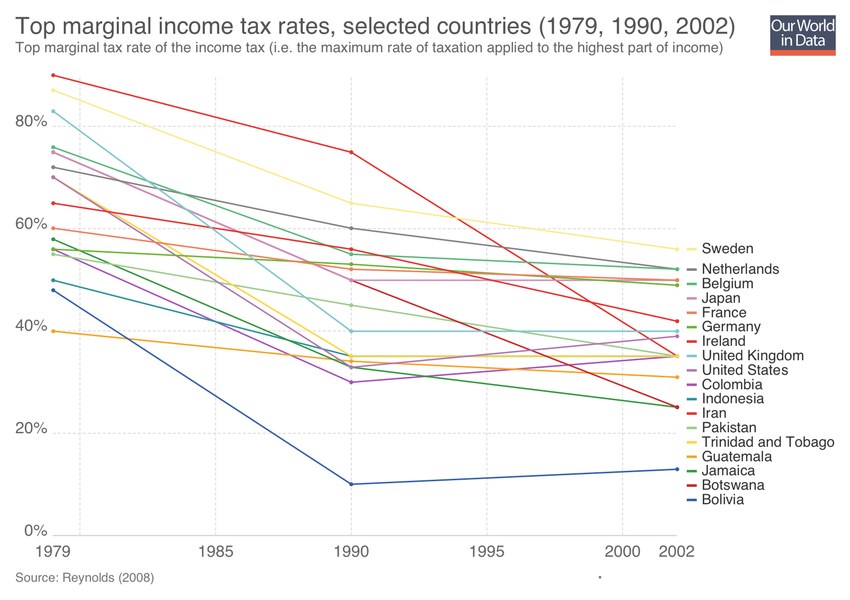 Top marginal income tax rates, selected countries (1979, 1990, 2002)
Top marginal tax rate of the income tax (i.e. the maximum rate of taxation applied to the highest part of income)
Our World
in Data
80%
60%
40%
20%
0%
1979
1985
1990
1995
2000
2002
Sweden
Netherlands
Belgium
Japan
France
Germany
Ireland
United Kingdom
United States
Colombia
Indonesia
Iran
Pakistan
Trinidad and Tobago
Guatemala
Jamaica
Botswana
Bolivia
Source: Reynolds (2008)